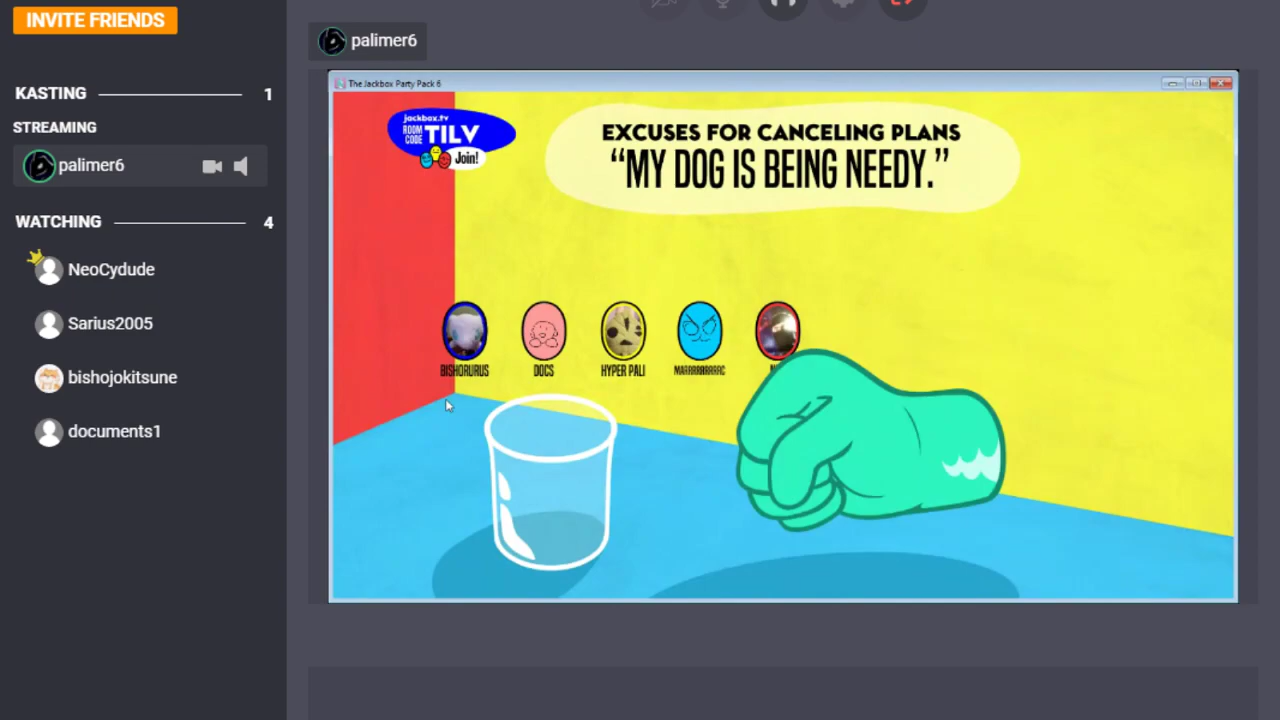 INVITE FRIENDS
palimer6
KASTING 1
STREAMING
palimer6
WATCHING 4
NeoCydude
Sarius2005
bishojokitsune
documents1
The Jackbox Party Pack 6
jackbox.tv
ROOM CODE TILV
Join!
EXCUSES FOR CANCELING PLANS
“MY DOG IS BEING NEEDY.”
BISHORURUS DOCS HYPER PALI